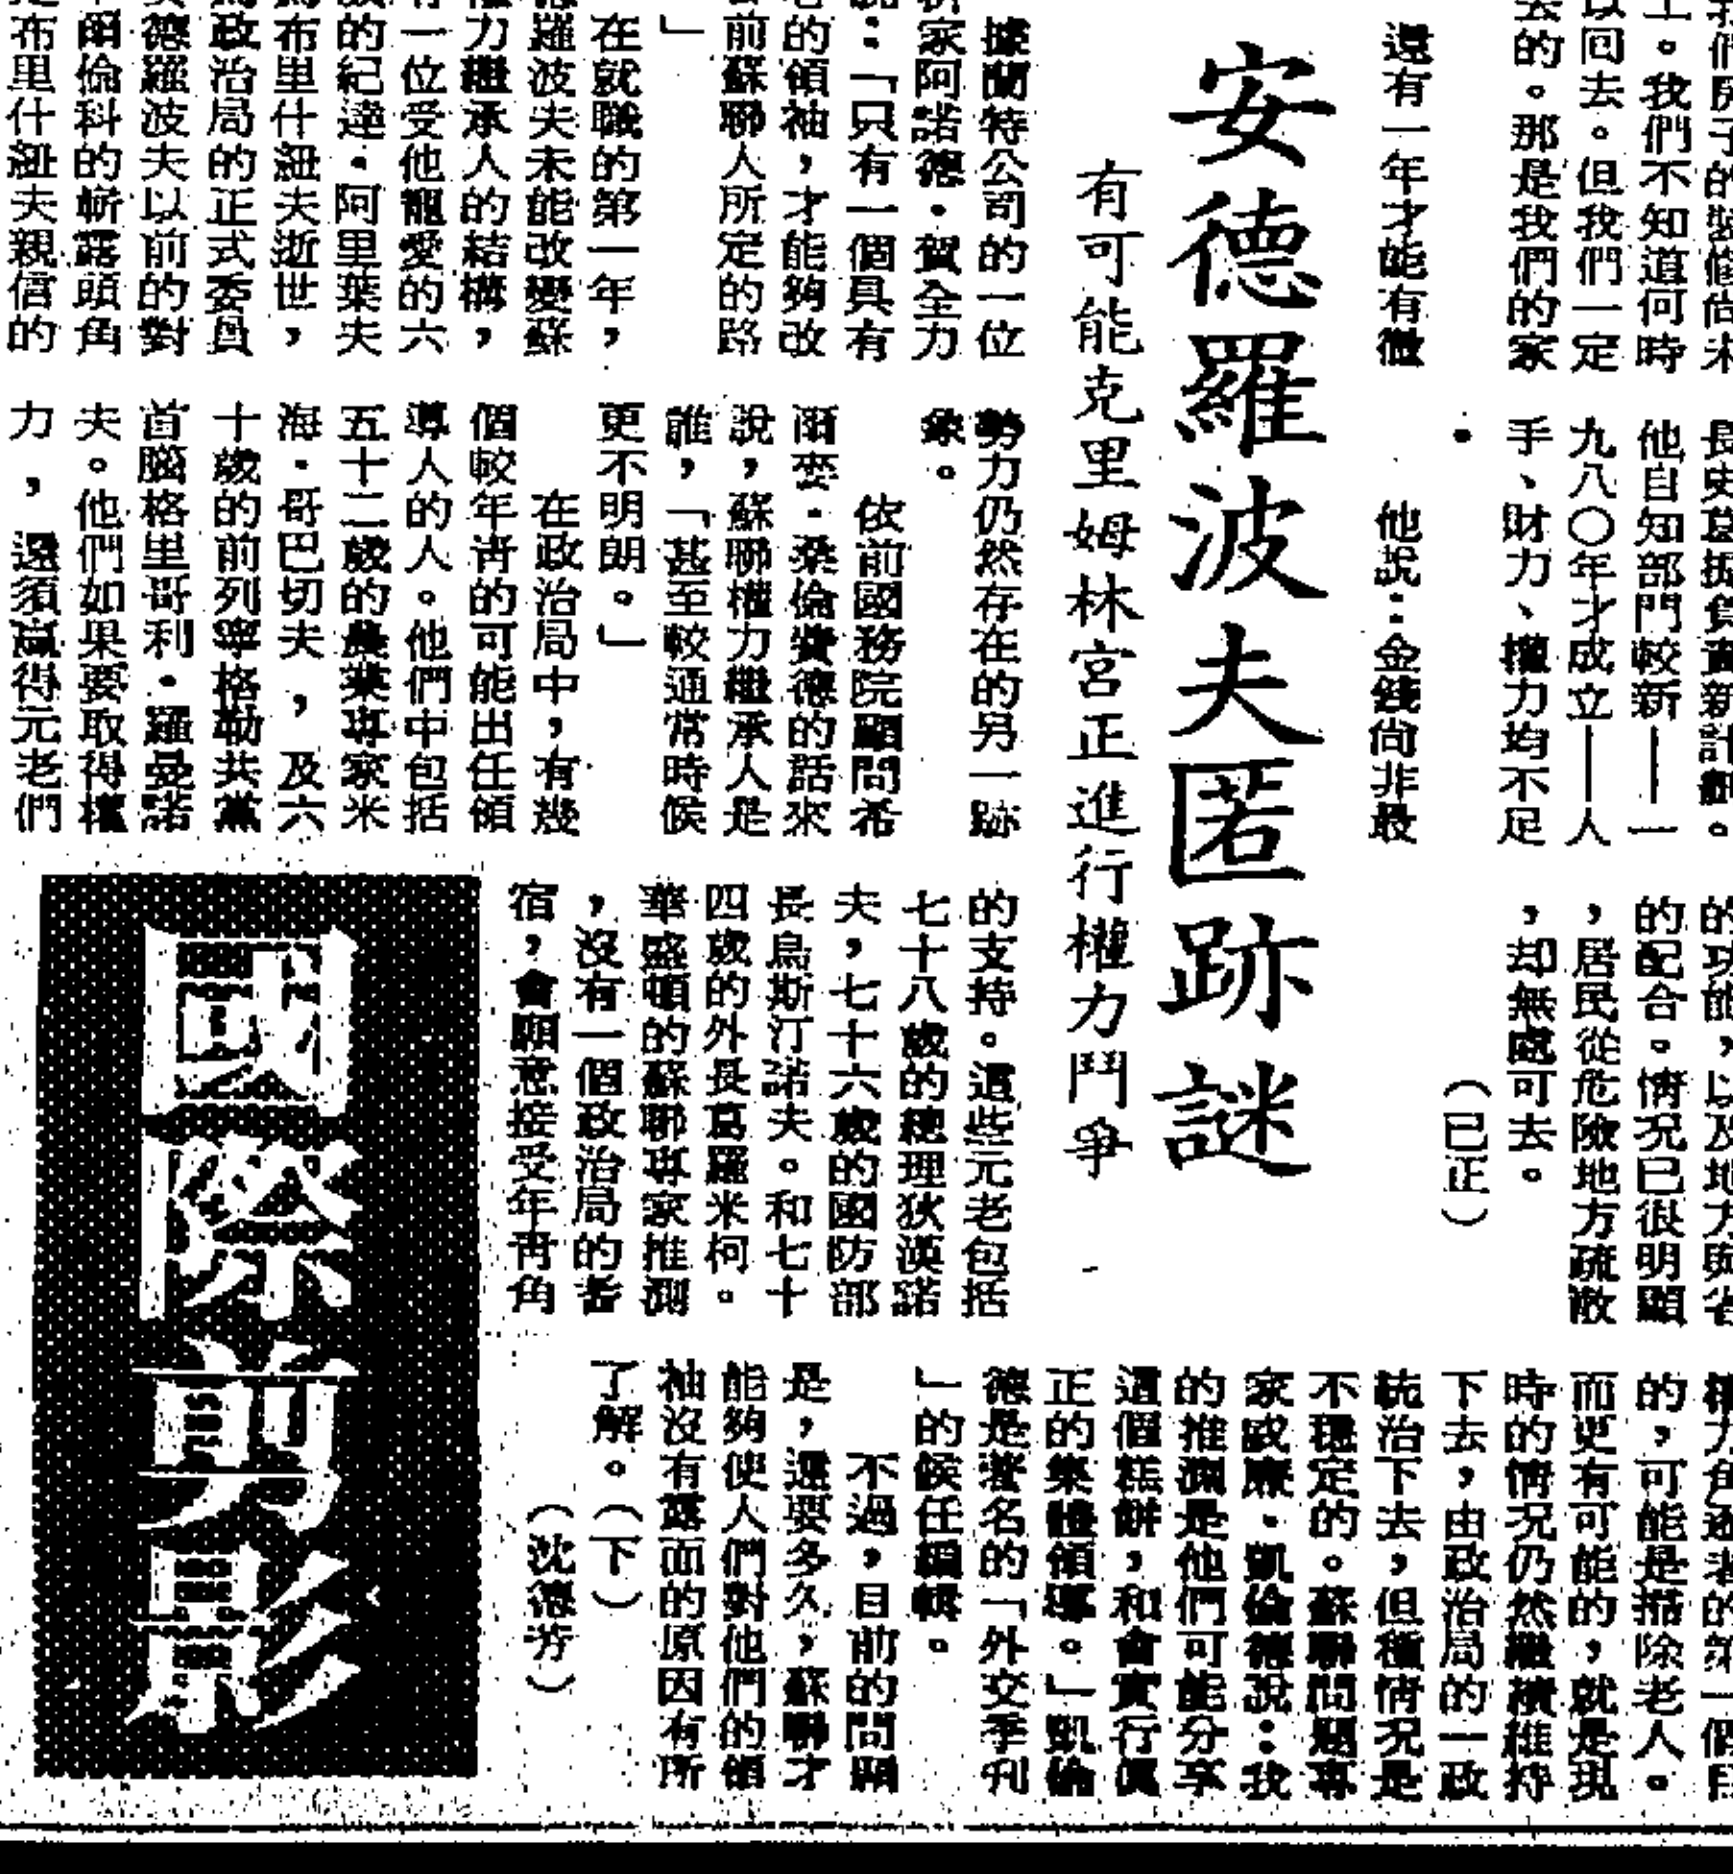 安德羅波夫匿跡謎
有可能克里姆林宮正進行權力鬥爭
上。我們不知道何時
以回去。但我們一定
去的。那是我們的家
還有一年才能有徵
他自知部門較新——一
九八〇年才成立——人
手、財力、權力均不足
。
他説：金錢尚非最
的配合。情況已很明顯
，居民從危險地方疏散
，却無處可去。
（已正）
據蘭特公司的一位
析家阿諾德・賀全力
：「只有一個具有
的領袖，才能夠改
前蘇聯人所定的路
」
在就職的第一年，
羅波夫未能改變蘇
力繼承人的結構，
一位受他寵愛的六
的紀達・阿里葉夫
布里什紐夫逝世，
政治局的正式委員
德羅波夫以前的對
爾倫科的嶄露頭角
布里什紐夫親信的
勢力仍然存在的另一跡
象。
依前國務院顧問希
爾麥・桑倫費德的話來
説，蘇聯權力繼承人是
誰，「甚至較通常時候
更不明朗。」
在政治局中，有幾
個較年青的可能出任領
導人的人。他們中包括
五十二歲的農業專家米
海・哥巴切夫，及六
十歲的前列寧格勒共黨
首腦格里哥利・羅曼諾
夫。他們如果要取得權
力，還須贏得元老們
的支持。這些元老包括
七十八歲的總理狄漢諾
夫，七十六歲的國防部
長烏斯汀諾夫。和七十
四歲的外長葛羅米柯。
華盛頓的蘇聯專家推測
，沒有一個政治局的耆
宿，會願意接受年青角
的，可能是掃除老人。
而更有可能的，就是現
時的情況仍然繼續維持
下去，由政治局的一政
統治下去，但種情況是
不穩定的。蘇聯問題專
家威廉・凱倫德説：我
的推測是他們可能分享
這個糕餅，和會實行真
正的集體領導。」凱倫
德是著名的「外交季刊
」的候任編輯。
不過，目前的問題
是，還要多久，蘇聯才
能夠使人們對他們的領
袖沒有露面的原因有所
了解。（下）
（沈德芳）
國際剪影